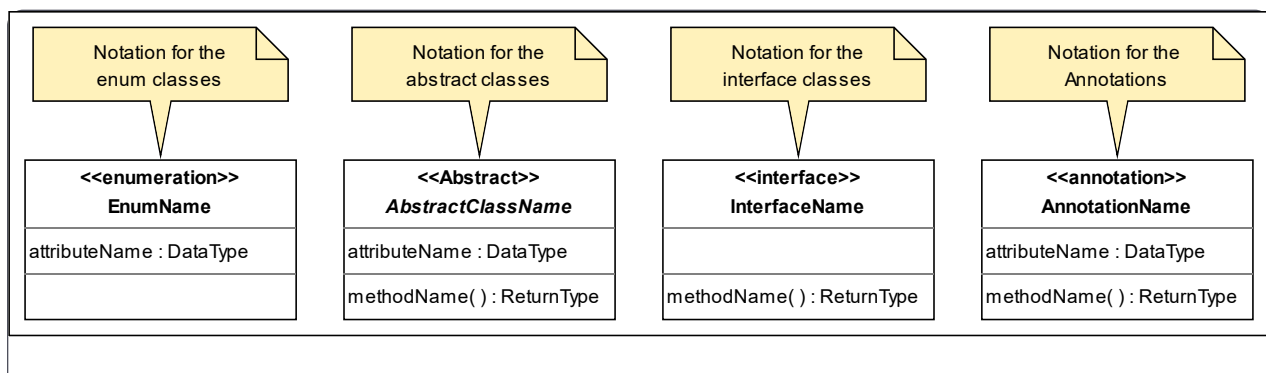 Notation for the
enum classes
Notation for the
abstract classes
Notation for the
interface classes
Notation for the
Annotations
<<enumeration>>
EnumName
attributeName : DataType
<<Abstract>>
AbstractClassName
attributeName : DataType
methodName( ) : ReturnType
<<interface>>
InterfaceName
methodName( ) : ReturnType
<<annotation>>
AnnotationName
attributeName : DataType
methodName( ) : ReturnType